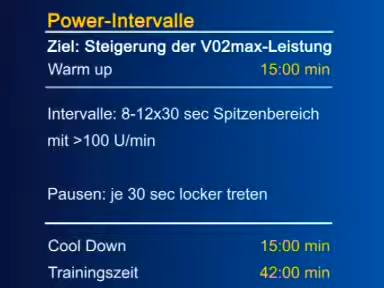 Power-Intervalle
Ziel: Steigerung der V02max-Leistung
Warm up 15:00 min
Intervalle: 8-12x30 sec Spitzenbereich
mit >100 U/min
Pausen: je 30 sec locker treten
Cool Down 15:00 min
Trainingszeit 42:00 min